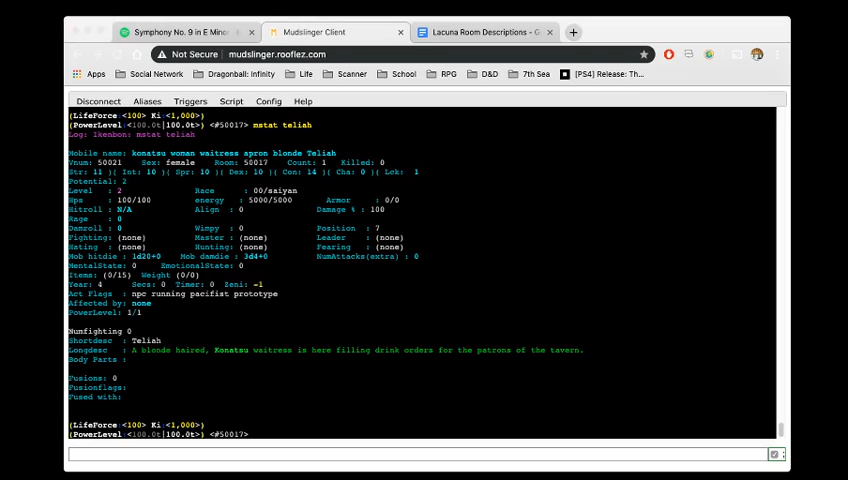 Symphony No. 9 in E Minor
Mudslinger Client
Lacuna Room Descriptions - G
Not Secure | mudslinger.rooflez.com
Apps Social Network Dragonball: Infinity Life Scanner School RPG D&D 7th Sea [PS4] Release: Th...
Disconnect Aliases Triggers Script Config Help
(LifeForce:<100> Ki:<1,000>)
(PowerLevel:<100.0t|100.0t>) <#50017> mstat teliah
Log: Ikenbon: mstat teliah
Mobile name: konatsu woman waitress apron blonde Teliah
Vnum: 50021 Sex: female Room: 50017 Count: 1 Killed: 0
Str: 11 )( Int: 10 )( Spr: 10 )( Dex: 10 )( Con: 14 )( Cha: 0 )( Lck: 1
Potential: 2
Level : 2 Race : 00/saiyan
Hps : 100/100 energy : 5000/5000 Armor : 0/0
Hitroll : N/A Align : 0 Damage % : 100
Rage : 0
Damroll : 0 Wimpy : 0 Position : 7
Fighting: (none) Master : (none) Leader : (none)
Hating : (none) Hunting: (none) Fearing : (none)
Mob hitdie : 1d20+0 Mob damdie : 3d4+0 NumAttacks(extra) : 0
MentalState: 0 EmotionalState: 0
Items: (0/15) Weight (0/0)
Year: 4 Secs: 0 Timer: 0 Zeni: -1
Act Flags : npc running pacifist prototype
Affected by: none
PowerLevel: 1/1
Numfighting 0
Shortdesc : Teliah
Longdesc : A blonde haired, Konatsu waitress is here filling drink orders for the patrons of the tavern.
Body Parts :
Fusions: 0
Fusionflags:
Fused with:
(LifeForce:<100> Ki:<1,000>)
(PowerLevel:<100.0t|100.0t>) <#50017>